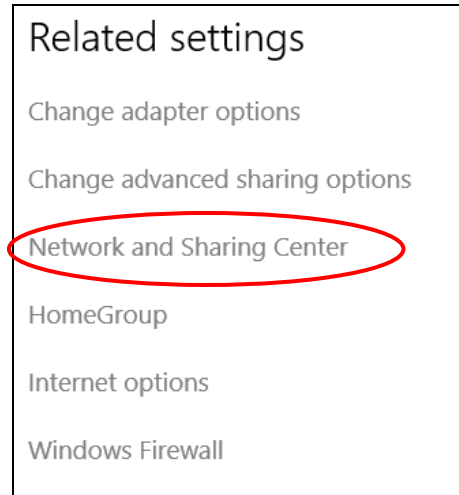 Related settings
Change adapter options
Change advanced sharing options
Network and Sharing Center
HomeGroup
Internet options
Windows Firewall